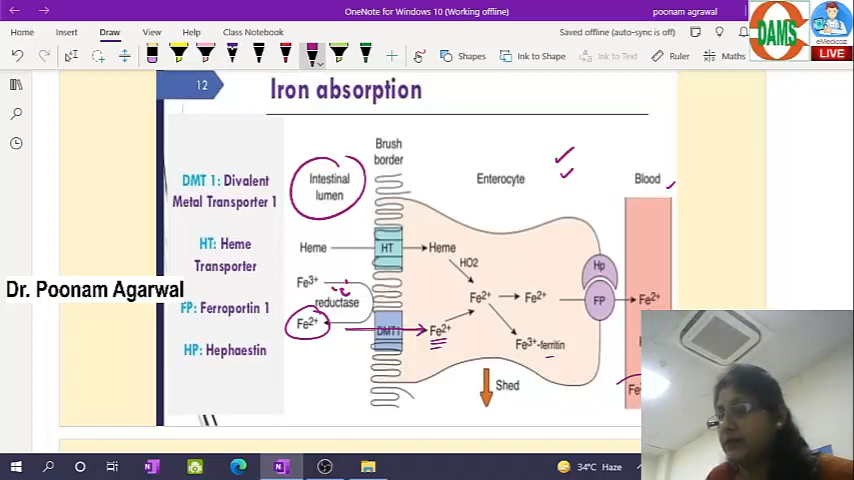 OneNote for Windows 10 (Working offline)
poonam agrawal
Home
Insert
Draw
View
Help
Class Notebook
Saved offline (auto-sync is off)
Shapes
Ink to Shape
Ink to Text
Ruler
Maths
DAMS
eMedicoz
LIVE
12
Iron absorption
Brush
border
DMT 1: Divalent
Metal Transporter 1
HT: Heme
Transporter
FP: Ferroportin 1
HP: Hephaestin
Intestinal
lumen
Enterocyte
Blood
Heme
HT
Heme
HO2
Hp
Fe3+
reductase
Fe2+
Fe2+
FP
Fe2+
Fe2+
DMT1
Fe2+
Fe3+-ferritin
Shed
Dr. Poonam Agarwal
34°C Haze